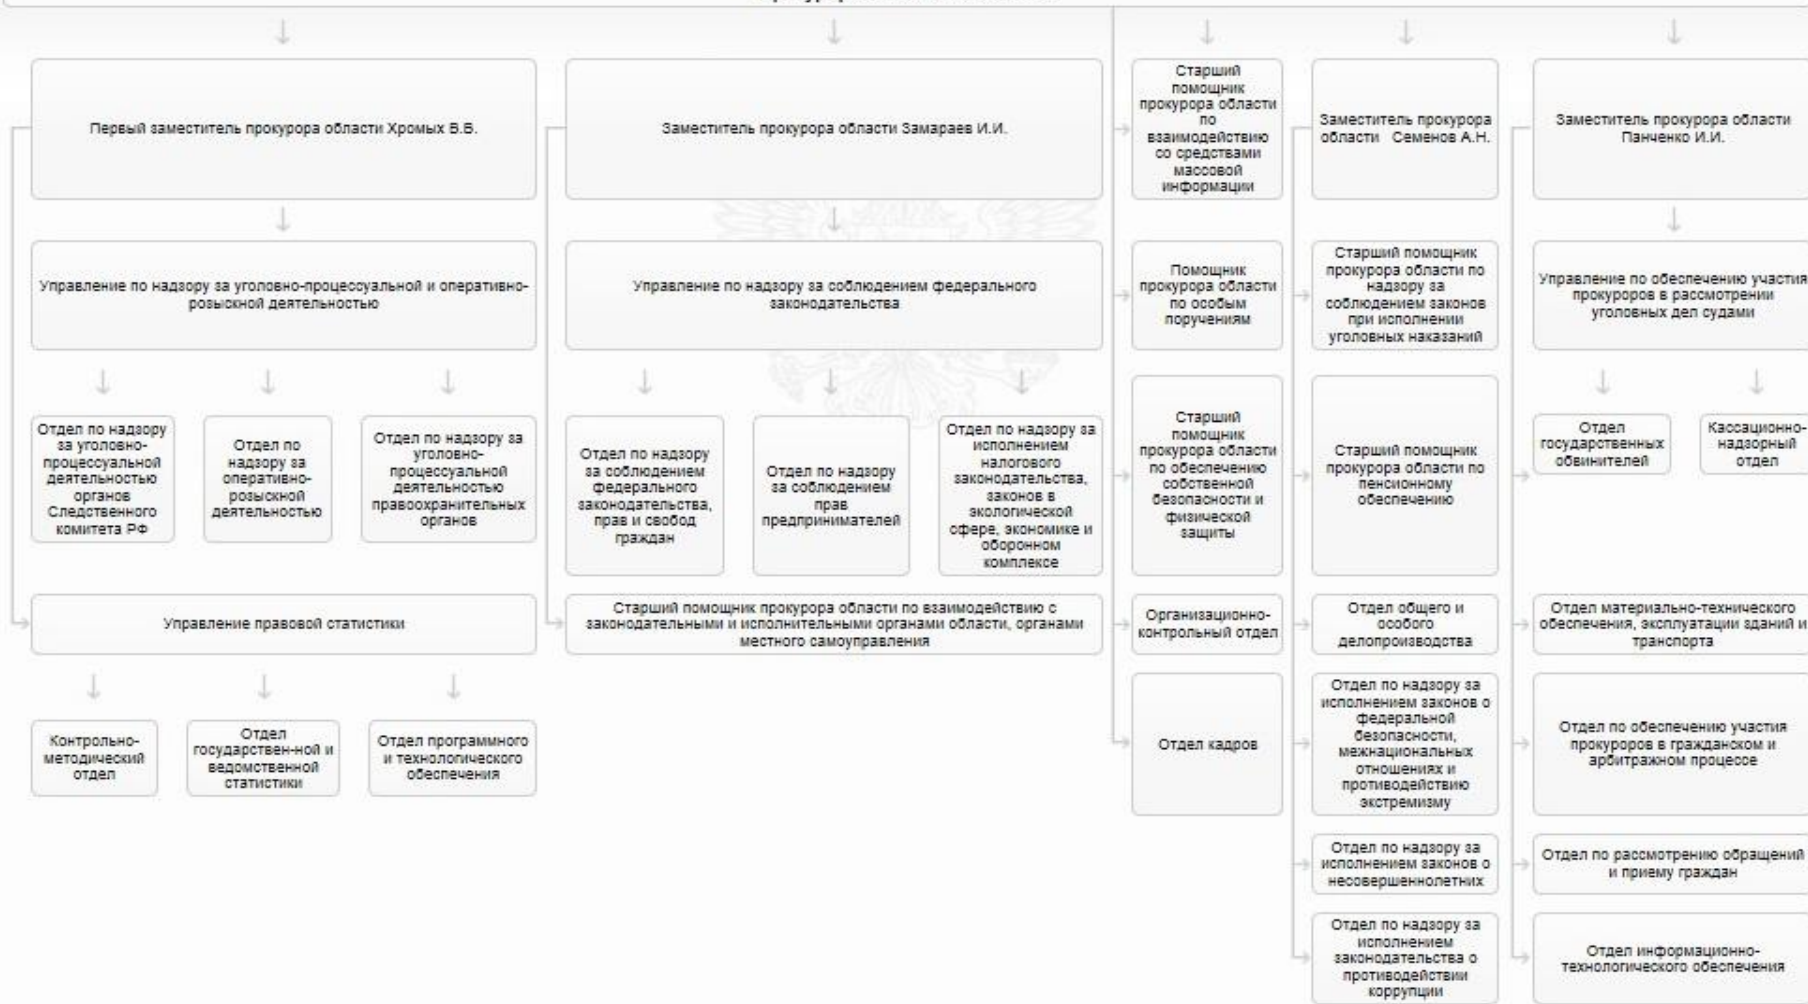 Первый заместитель прокурора области Хромых В.В.
Заместитель прокурора области Замараев И.И.
Старший
помощник
прокурора области
по
взаимодействию
со средствами
массовой
информации
Заместитель прокурора
области Семенов А.Н.
Заместитель прокурора области
Панченко И.И.
Управление по надзору за уголовно-процессуальной и оперативно-
розыскной деятельностью
Управление по надзору за соблюдением федерального
законодательства
Помощник
прокурора области
по особым
поручениям
Старший помощник
прокурора области по
надзору за
соблюдением законов
при исполнении
уголовных наказаний
Управление по обеспечению участия
прокуроров в рассмотрении
уголовных дел судами
Отдел по надзору
за уголовно-
процессуальной
деятельностью
органов
Следственного
комитета РФ
Отдел по
надзору за
оперативно-
розыскной
деятельностью
Отдел по надзору за
уголовно-
процессуальной
деятельностью
правоохранительных
органов
Отдел по надзору
за соблюдением
федерального
законодательства,
прав и свобод
граждан
Отдел по надзору
за соблюдением
прав
предпринимателей
Отдел по надзору за
исполнением
налогового
законодательства,
законов в
экологической
сфере, экономике и
оборонном
комплексе
Старший
помощник
прокурора области
по обеспечению
собственной
безопасности и
физической
защиты
Старший помощник
прокурора области по
пенсионному
обеспечению
Отдел
государственных
обвинителей
Кассационно-
надзорный
отдел
Управление правовой статистики
Старший помощник прокурора области по взаимодействию с
законодательными и исполнительными органами области, органами
местного самоуправления
Организационно-
контрольный отдел
Отдел общего и
особого
делопроизводства
Отдел материально-технического
обеспечения, эксплуатации зданий и
транспорта
Контрольно-
методический
отдел
Отдел
государствен-ной и
ведомственной
статистики
Отдел программного
и технологического
обеспечения
Отдел кадров
Отдел по надзору за
исполнением законов о
федеральной
безопасности,
межнациональных
отношениях и
противодействию
экстремизму
Отдел по обеспечению участия
прокуроров в гражданском и
арбитражном процессе
Отдел по надзору за
исполнением законов о
несовершеннолетних
Отдел по рассмотрению обращений
и приему граждан
Отдел по надзору за
исполнением
законодательства о
противодействии
коррупции
Отдел информационно-
технологического обеспечения